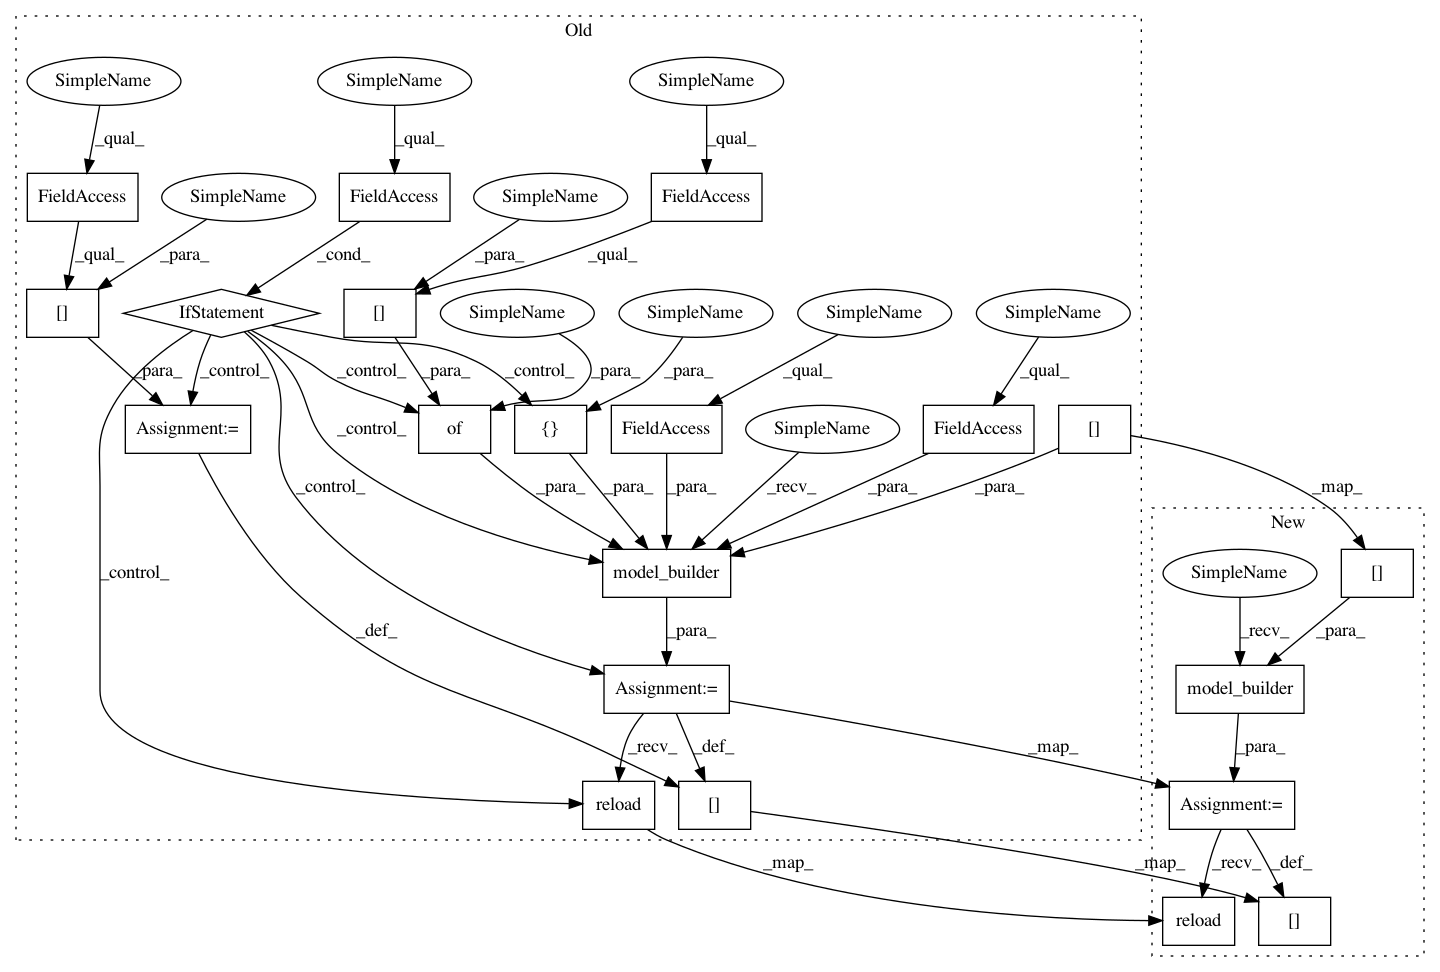 Old
SimpleName
SimpleName
SimpleName
_qual_
_qual_
_qual_
FieldAccess
SimpleName
FieldAccess
SimpleName
FieldAccess
_qual_
_para_
_cond_
_para_
_qual_
[]
IfStatement
[]
SimpleName
SimpleName
SimpleName
SimpleName
_para_
_control_
_control_
_para_
_control_
_para_
_para_
_qual_
_qual_
Assignment:=
of
{}
FieldAccess
SimpleName
FieldAccess
[]
_control_
_control_
_para_
_para_
_para_
_recv_
_para_
_para_
_map_
New
_control_
model_builder
SimpleName
[]
_def_
_para_
_recv_
_para_
Assignment:=
model_builder
_recv_
_def_
_map_
_para_
reload
[]
Assignment:=
_map_
_map_
_recv_
_def_
reload
[]